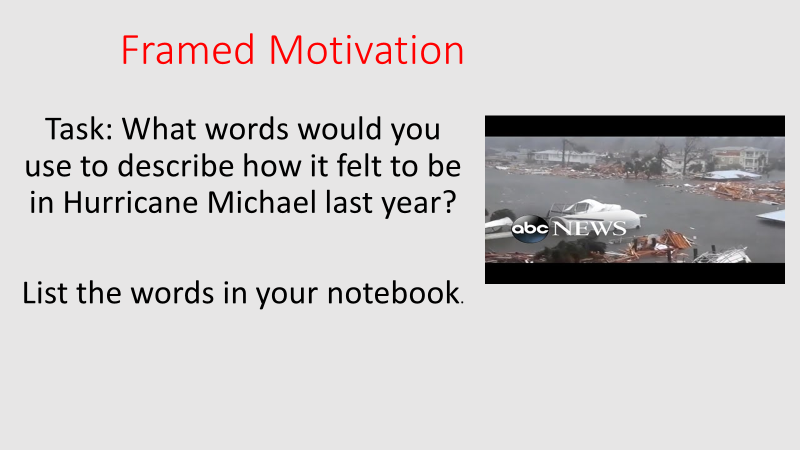 Framed Motivation
Task: What words would you
use to describe how it felt to be
in Hurricane Michael last year?
List the words in your notebook.
abc NEWS